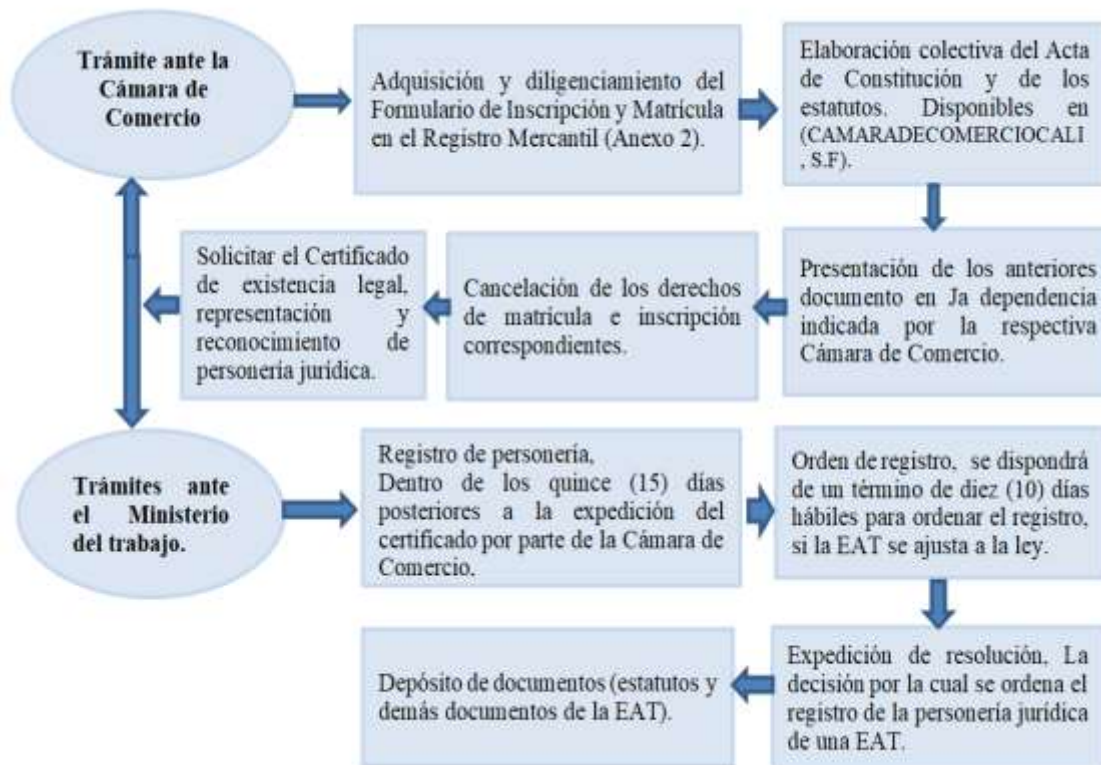 Trámite ante la
Cámara de
Comercio
Adquisición y diligenciamiento del
Formulario de Inscripción y Matrícula
en el Registro Mercantil (Anexo 2).
Elaboración colectiva del Acta
de Constitución y de los
estatutos. Disponibles en
(CAMARADECOMERCIOCALI
, S.F).
Presentación de los anteriores
documento en Ja dependencia
indicada por la respectiva
Cámara de Comercio.
Cancelación de los derechos
de matrícula e inscripción
correspondientes.
Solicitar el Certificado
de existencia legal,
representación y
reconocimiento de
personería jurídica.
Trámites ante
el Ministerio
del trabajo.
Registro de personería,
Dentro de los quince (15) días
posteriores a la expedición del
certificado por parte de la Cámara de
Comercio.
Orden de registro, se dispondrá
de un término de diez (10) días
hábiles para ordenar el registro,
si la EAT se ajusta a la ley.
Expedición de resolución, La
decisión por la cual se ordena el
registro de la personería jurídica
de una EAT.
Depósito de documentos (estatutos y
demás documentos de la EAT).